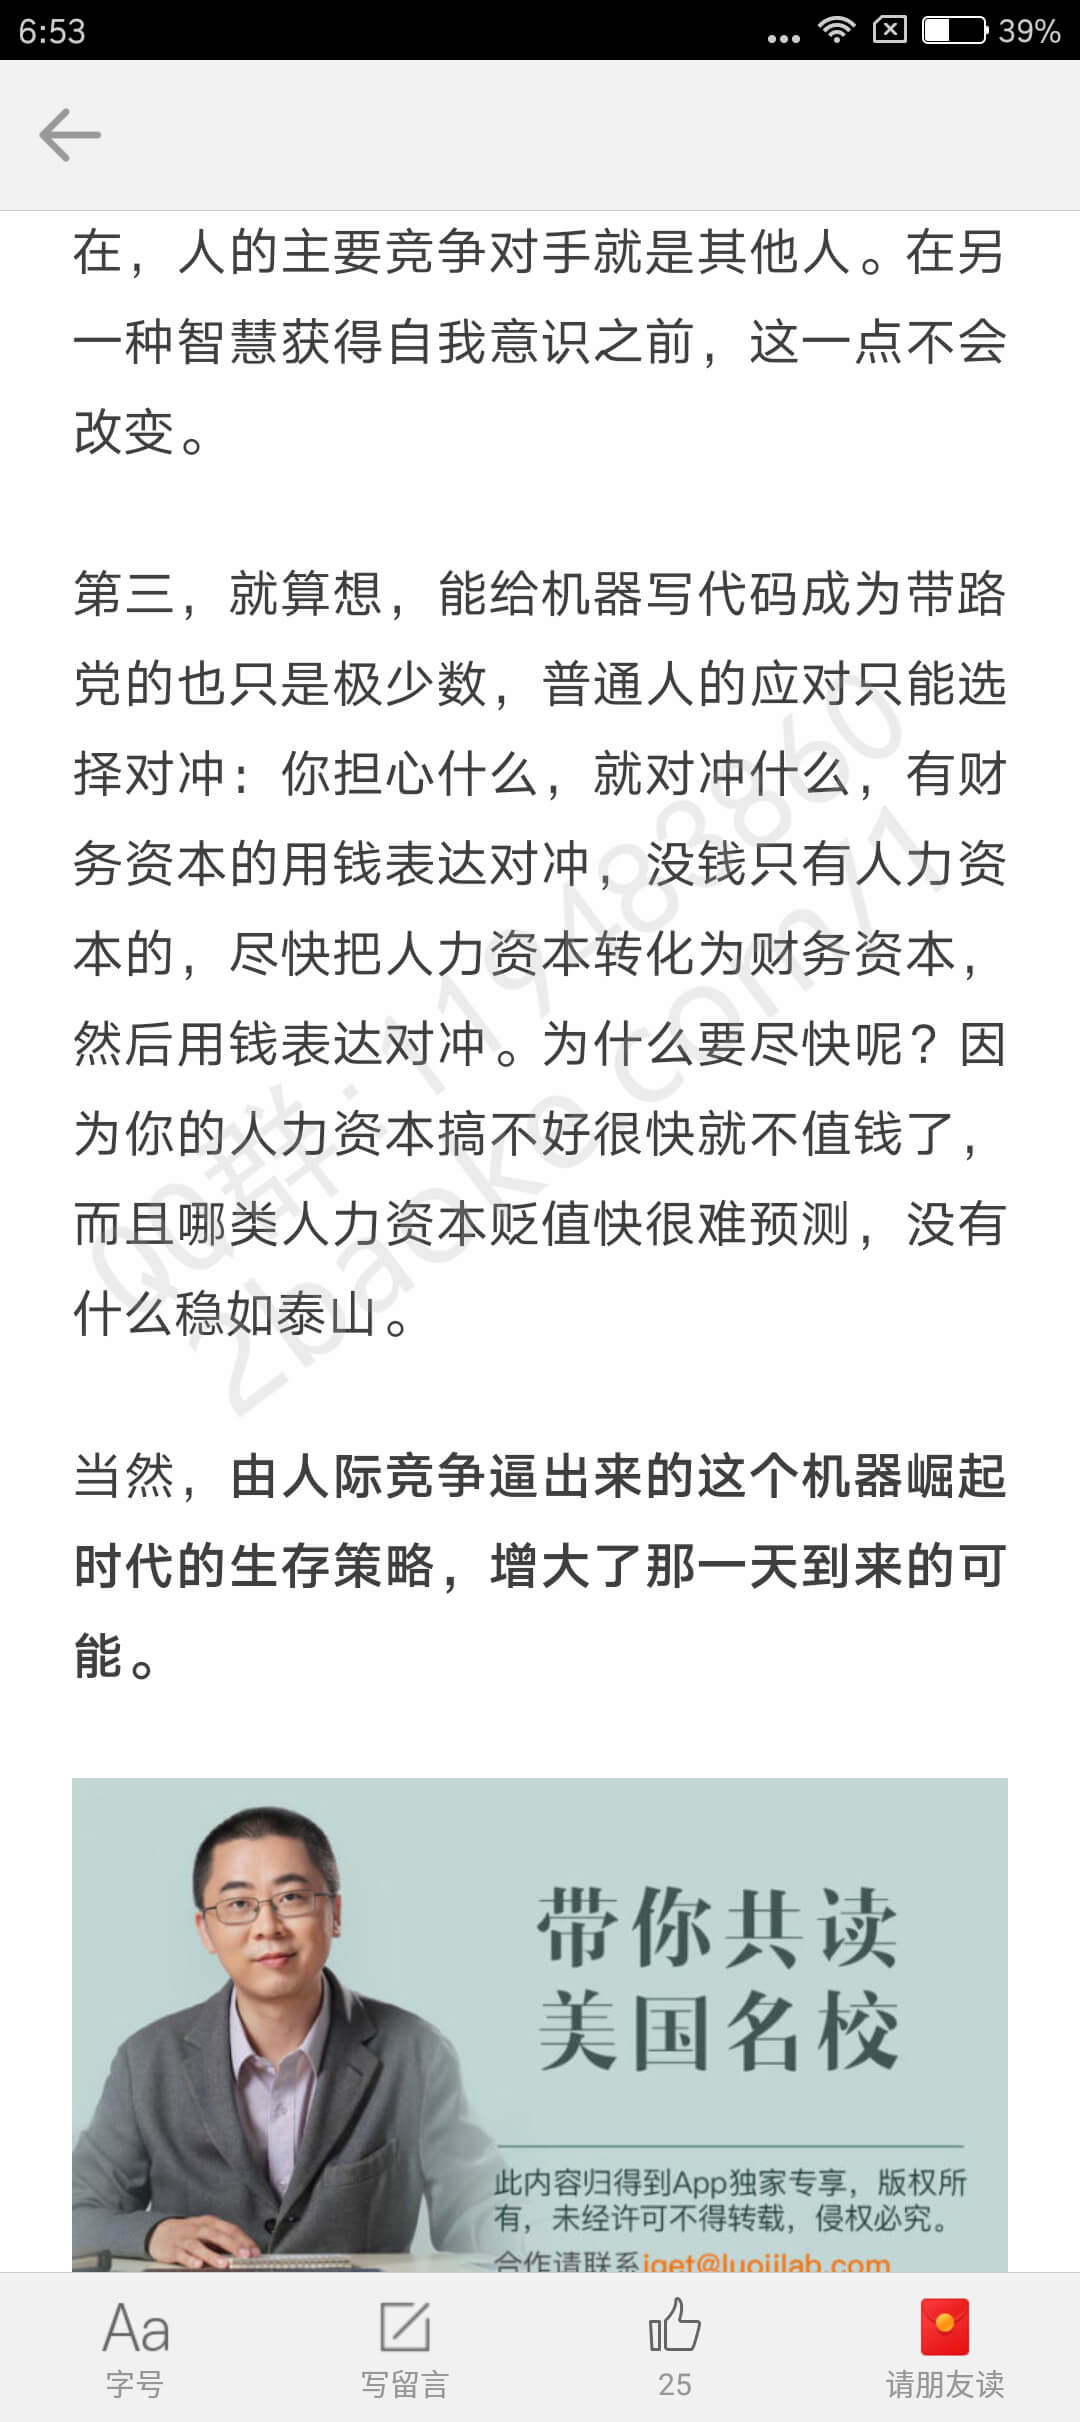 6:53
39%
在，人的主要竞争对手就是其他人。在另
一种智慧获得自我意识之前，这一点不会
改变。
第三，就算想，能给机器写代码成为带路
党的也只是极少数，普通人的应对只能选
择对冲：你担心什么，就对冲什么，有财
务资本的用钱表达对冲，没钱只有人力资
本的，尽快把人力资本转化为财务资本，
然后用钱表达对冲。为什么要尽快呢？因
为你的人力资本搞不好很快就不值钱了，
而且哪类人力资本贬值快很难预测，没有
什么稳如泰山。
QQ群：119483860
2baoke.com/1
当然，由人际竞争逼出来的这个机器崛起
时代的生存策略，增大了那一天到来的可
能。
带你共读
美国名校
此内容归得到App独家专享，版权所
有，未经许可不得转载，侵权必究。
合作请联系iget@luojilab.com
Aa
字号
写留言
25
请朋友读